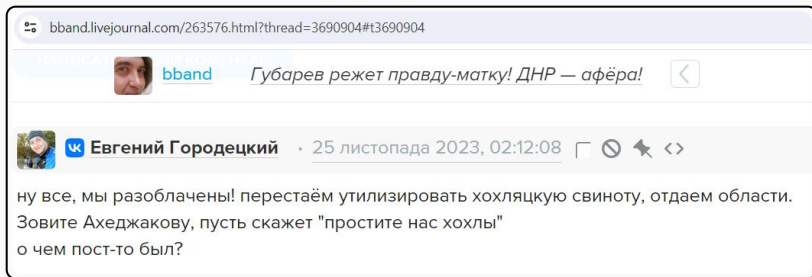 bband.livejournal.com/263576.html?thread=3690904#t3690904
bband Губарев режет правду-матку! ДНР — афёра!
Евгений Городецкий · 25 листопада 2023, 02:12:08
ну все, мы разоблачены! перестаём утилизировать хохляцкую свиноту, отдаем области.
Зовите Ахеджакову, пусть скажет "простите нас хохлы"
о чем пост-то был?